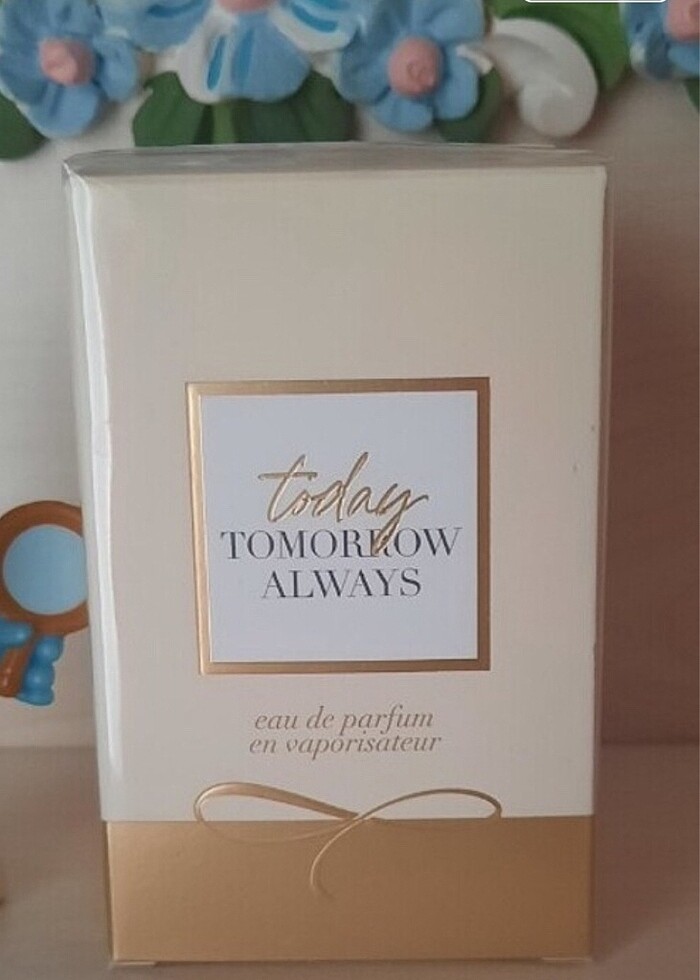 today
TOMORROW
ALWAYS
eau de parfum
en vaporisateur